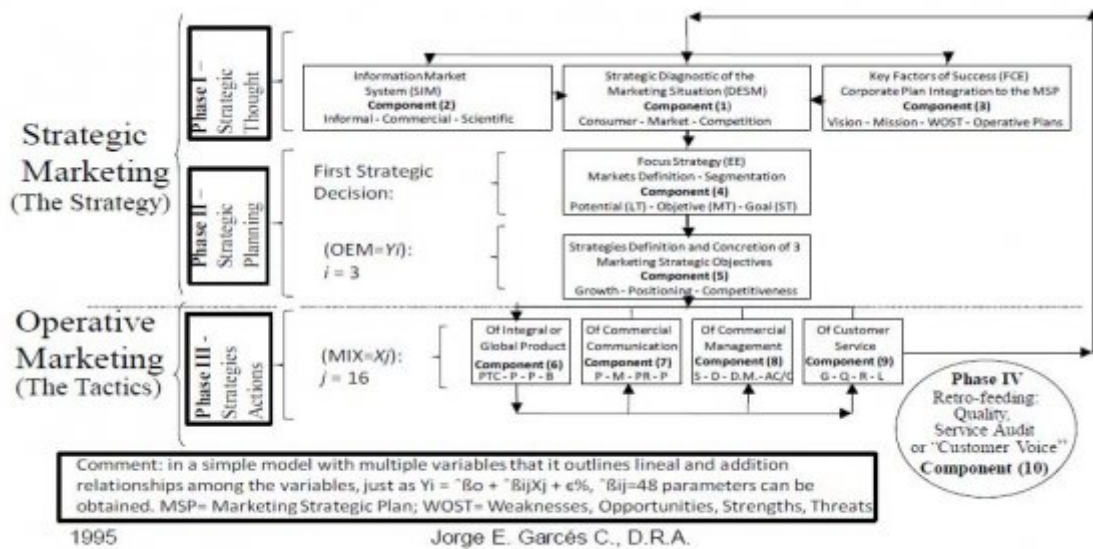 Strategic
Marketing
(The Strategy)
Phase I –
Strategic
Thought
Information Market
System (SIM)
Component (2)
Informal - Commercial - Scientific
Strategic Diagnostic of the
Marketing Situation (DESM)
Component (1)
Consumer - Market - Competition
Key Factors of Success (FCE)
Corporate Plan Integration to the MSP
Component (3)
Vision - Mission - WOST - Operative Plans
Phase II –
Strategic
Planning
First Strategic
Decision:
Focus Strategy (EE)
Markets Definition - Segmentation
Component (4)
Potential (LT) - Objetive (MT) - Goal (ST)
(OEM=Yi):
i = 3
Strategies Definition and Concretion of 3
Marketing Strategic Objectives
Component (5)
Growth - Positioning - Competitiveness
Operative
Marketing
(The Tactics)
Phase III -
Strategies
Actions
(MIX=Xj):
j = 16
Of Integral or
Global Product
Component (6)
PTC - P - P - B
Of Commercial
Communication
Component (7)
P - M - PR - P
Of Commercial
Management
Component (8)
S - D - D.M.-AC/C
Of Customer
Service
Component (9)
G - Q - R - L
Phase IV
Retro-feeding:
Quality,
Service Audit
or "Customer Voice"
Component (10)
Comment: in a simple model with multiple variables that it outlines lineal and addition
relationships among the variables, just as Yi = ˆßo + ˆßijXj + є%, ˆßij=48 parameters can be
obtained. MSP= Marketing Strategic Plan; WOST= Weaknesses, Opportunities, Strengths, Threats
1995
Jorge E. Garcés C., D.R.A.